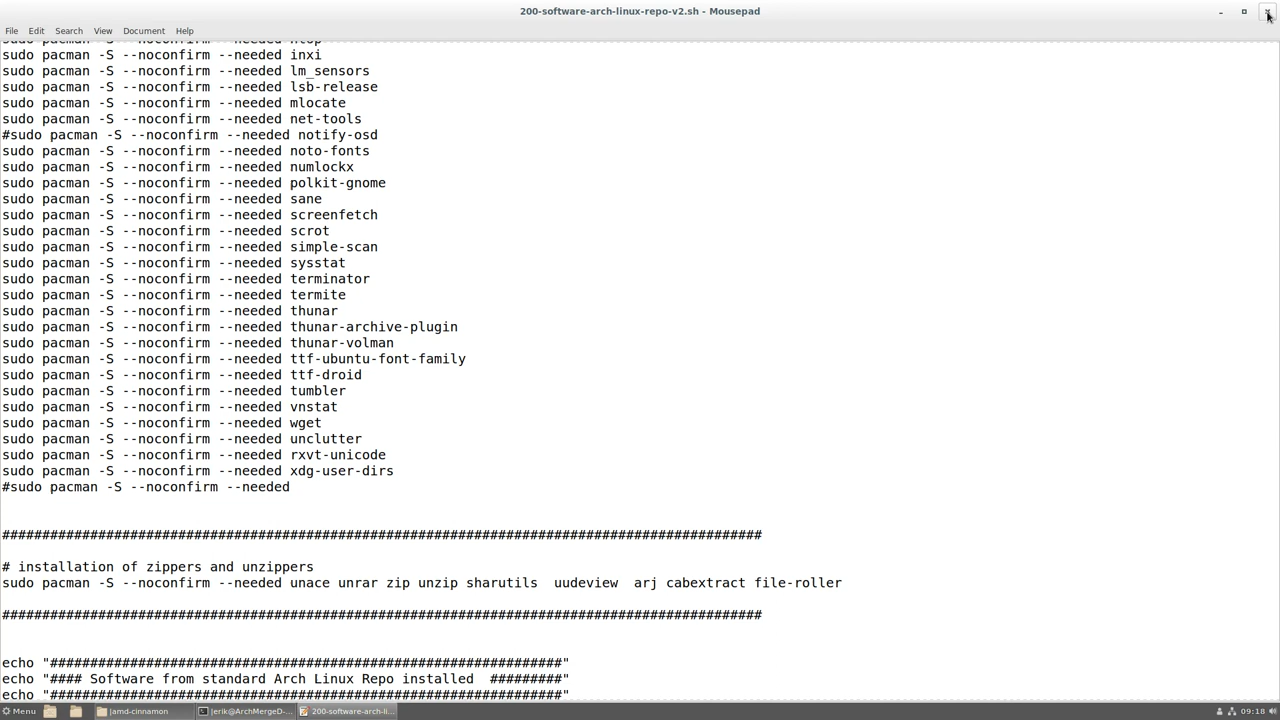 200-software-arch-linux-repo-v2.sh - Mousepad
File Edit Search View Document Help
sudo pacman -S --noconfirm --needed htop
sudo pacman -S --noconfirm --needed inxi
sudo pacman -S --noconfirm --needed lm_sensors
sudo pacman -S --noconfirm --needed lsb-release
sudo pacman -S --noconfirm --needed mlocate
sudo pacman -S --noconfirm --needed net-tools
#sudo pacman -S --noconfirm --needed notify-osd
sudo pacman -S --noconfirm --needed noto-fonts
sudo pacman -S --noconfirm --needed numlockx
sudo pacman -S --noconfirm --needed polkit-gnome
sudo pacman -S --noconfirm --needed sane
sudo pacman -S --noconfirm --needed screenfetch
sudo pacman -S --noconfirm --needed scrot
sudo pacman -S --noconfirm --needed simple-scan
sudo pacman -S --noconfirm --needed sysstat
sudo pacman -S --noconfirm --needed terminator
sudo pacman -S --noconfirm --needed termite
sudo pacman -S --noconfirm --needed thunar
sudo pacman -S --noconfirm --needed thunar-archive-plugin
sudo pacman -S --noconfirm --needed thunar-volman
sudo pacman -S --noconfirm --needed ttf-ubuntu-font-family
sudo pacman -S --noconfirm --needed ttf-droid
sudo pacman -S --noconfirm --needed tumbler
sudo pacman -S --noconfirm --needed vnstat
sudo pacman -S --noconfirm --needed wget
sudo pacman -S --noconfirm --needed unclutter
sudo pacman -S --noconfirm --needed rxvt-unicode
sudo pacman -S --noconfirm --needed xdg-user-dirs
#sudo pacman -S --noconfirm --needed
###############################################################################################
# installation of zippers and unzippers
sudo pacman -S --noconfirm --needed unace unrar zip unzip sharutils  uudeview  arj cabextract file-roller
###############################################################################################
echo "################################################################"
echo "#### Software from standard Arch Linux Repo installed  #########"
echo "################################################################"
Menu [amd-cinnamon [erik@ArchMergeD-... 200-software-arch-li... 09:18